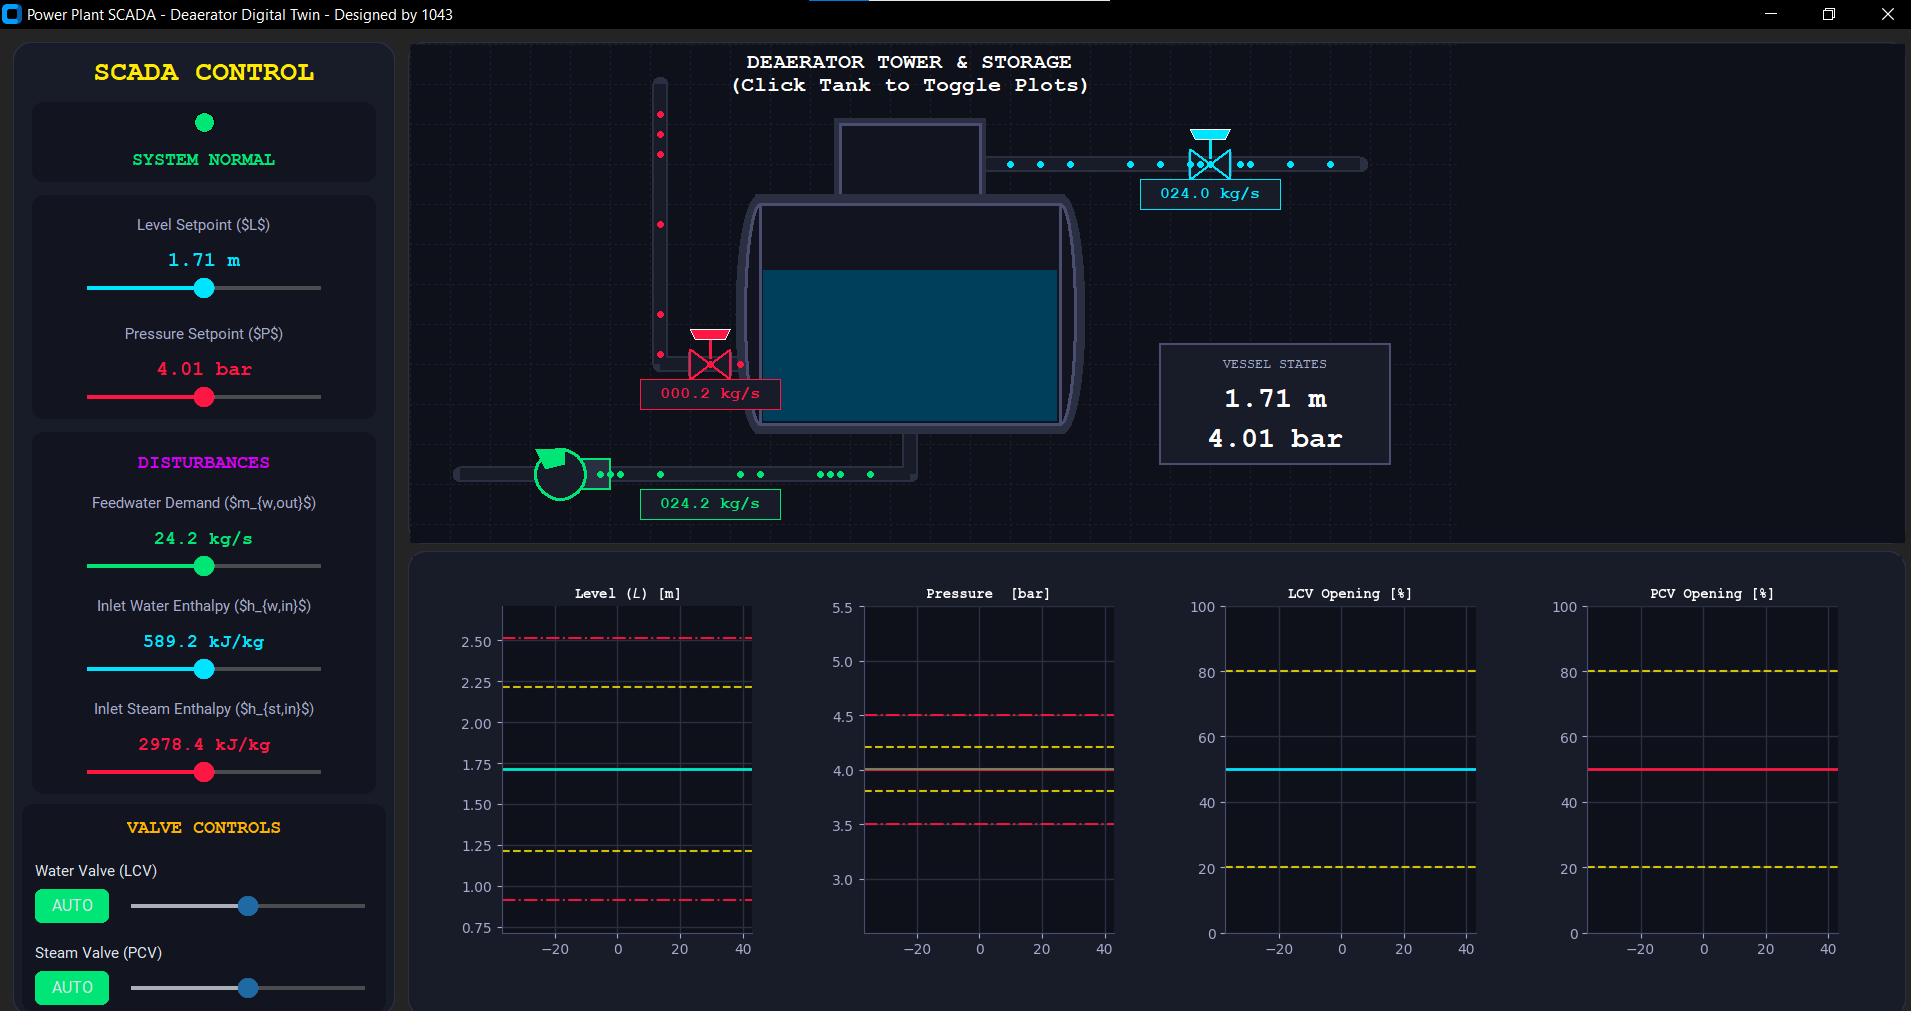 Power Plant SCADA - Deaerator Digital Twin - Designed by 1043
SCADA CONTROL
SYSTEM NORMAL
Level Setpoint ($L$)
1.71 m
Pressure Setpoint ($P$)
4.01 bar
DISTURBANCES
Feedwater Demand ($m_{w,out}$)
24.2 kg/s
Inlet Water Enthalpy ($h_{w,in}$)
589.2 kJ/kg
Inlet Steam Enthalpy ($h_{st,in}$)
2978.4 kJ/kg
VALVE CONTROLS
Water Valve (LCV)
AUTO
Steam Valve (PCV)
AUTO
DEAERATOR TOWER & STORAGE
(Click Tank to Toggle Plots)
024.0 kg/s
000.2 kg/s
024.2 kg/s
VESSEL STATES
1.71 m
4.01 bar
Level (L) [m]
2.50
2.25
2.00
1.75
1.50
1.25
1.00
0.75
−20 0 20 40
Pressure [bar]
5.5
5.0
4.5
4.0
3.5
3.0
−20 0 20 40
LCV Opening [%]
100
80
60
40
20
0
−20 0 20 40
PCV Opening [%]
100
80
60
40
20
0
−20 0 20 40